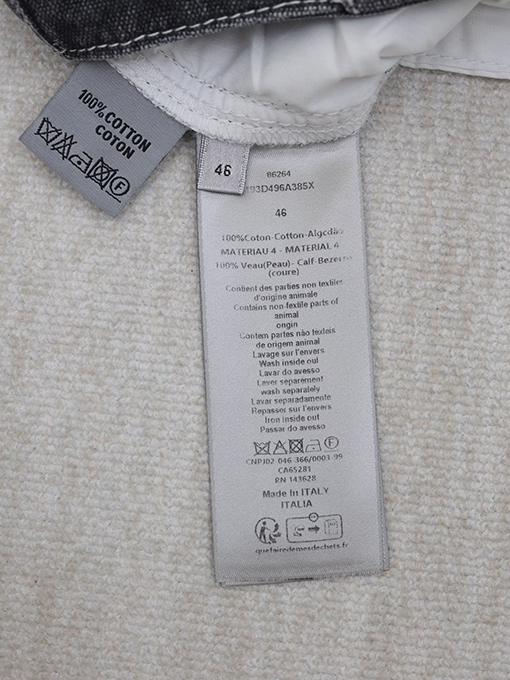 100% COTTON
COTON
46
86264
93D496A385X
46
100%Coton-Cotton-Algodão
MATERIAU 4 - MATERIAL 4
100% Veau(Peau)- Calf-Bezerro
(coure)
Contient des parties non textiles
d'origine animale
Contains non-textile parts of
animal
ongin
Contem partes não texteis
de origem animal
Lavage sur l'envers
Wash inside out
Lavar do avesso
Laver separement
wash separately
Lavar separadamente
Repasser sur l'envers
Iron inside out
Passar do avesso
CNPJ02 046 366/0001-99
CA65281
RN 143628
Made In ITALY
ITALIA
quefairedemesdechets.fr